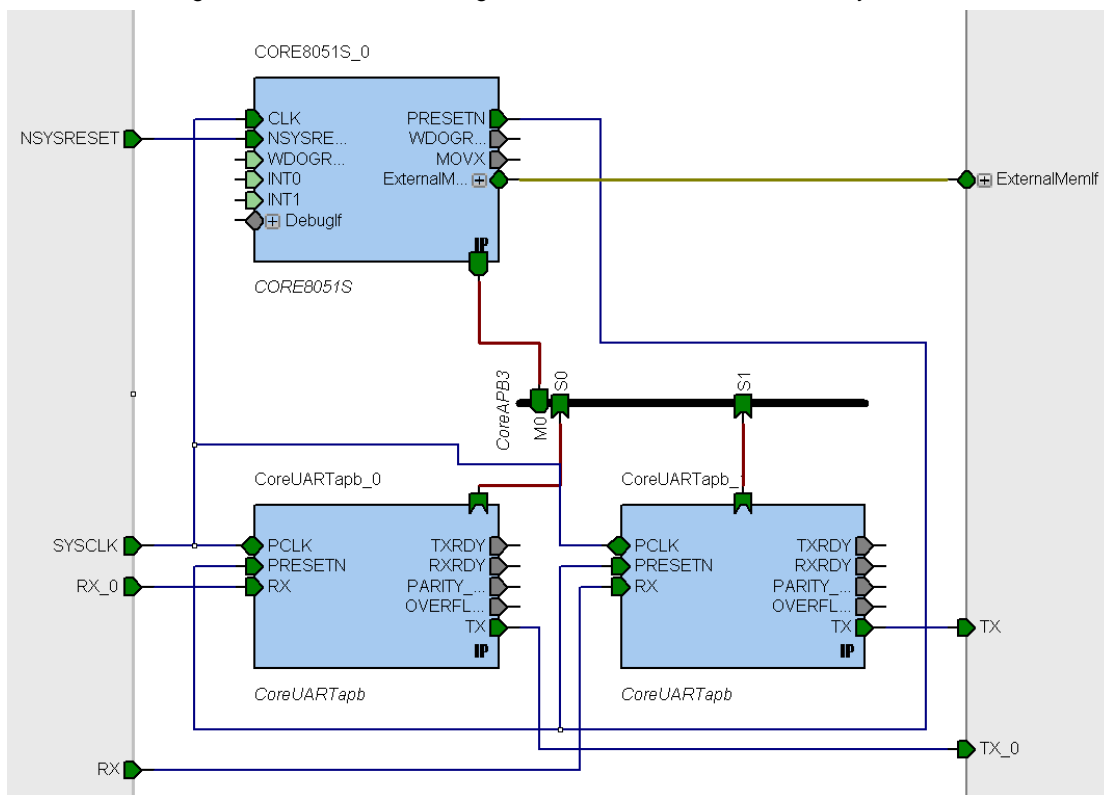 CORE8051S_0
CLK
PRESETN
NSYSRESET
NSYSRE...
WDOGR...
WDOGR...
MOVX
INT0
ExternalM...
ExternalMemIf
INT1
DebugIf
IP
CORE8051S
CoreAPB3
M0
S0
S1
CoreUARTapb_0
CoreUARTapb_
SYSCLK
PCLK
TXRDY
PCLK
TXRDY
PRESETN
RXRDY
PRESETN
RXRDY
RX_0
RX
PARITY_...
RX
PARITY_...
OVERFL...
OVERFL...
TX
TX
TX
IP
IP
CoreUARTapb
CoreUARTapb
TX_0
RX